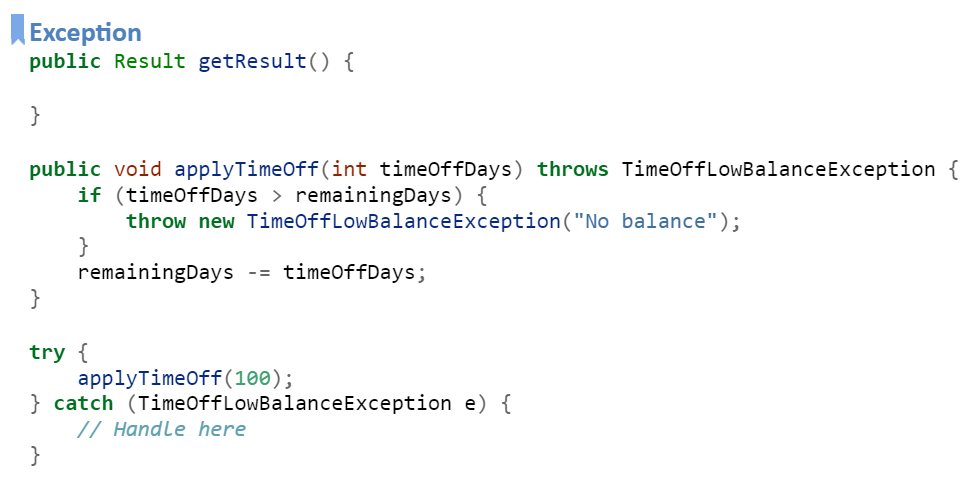 Exception
public Result getResult() {
}
public void applyTimeOff(int timeOffDays) throws TimeOffLowBalanceException {
    if (timeOffDays > remainingDays) {
        throw new TimeOffLowBalanceException("No balance");
    }
    remainingDays -= timeOffDays;
}
try {
    applyTimeOff(100);
} catch (TimeOffLowBalanceException e) {
    // Handle here
}